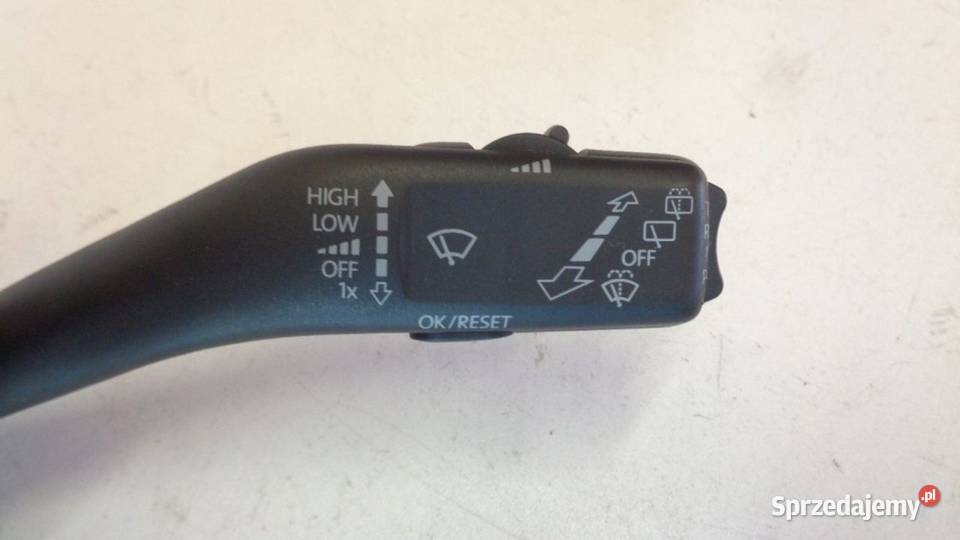 HIGH
LOW
OFF
1x
OFF
OK/RESET
Sprzedajemy.pl